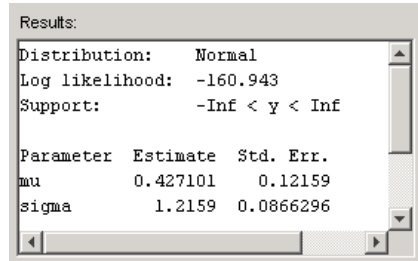 Results:
Distribution: Normal
Log likelihood: -160.943
Support: -Inf < y < Inf
Parameter Estimate Std. Err.
mu 0.427101 0.12159
sigma 1.2159 0.0866296